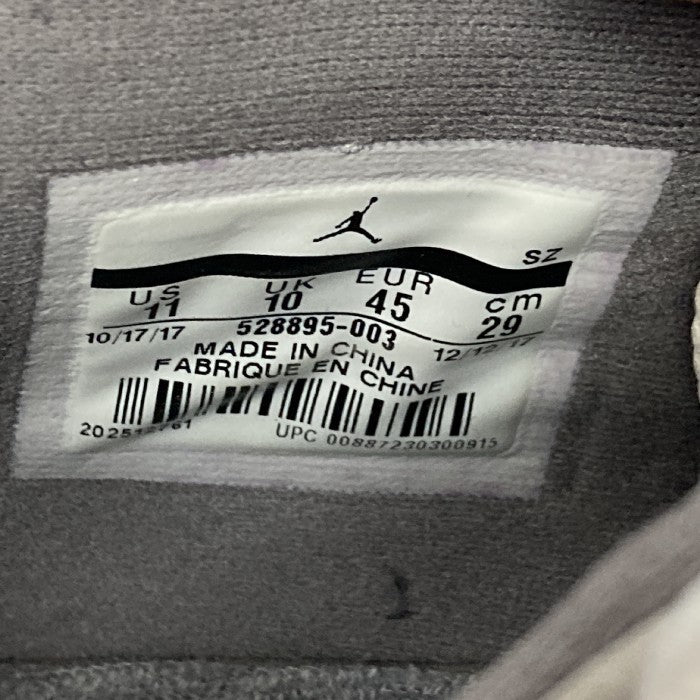 SZ
US UK EUR cm
11 10 45 29
10/17/17 528895-003 12/12/17
MADE IN CHINA
FABRIQUE EN CHINE
UPC 00887230300915